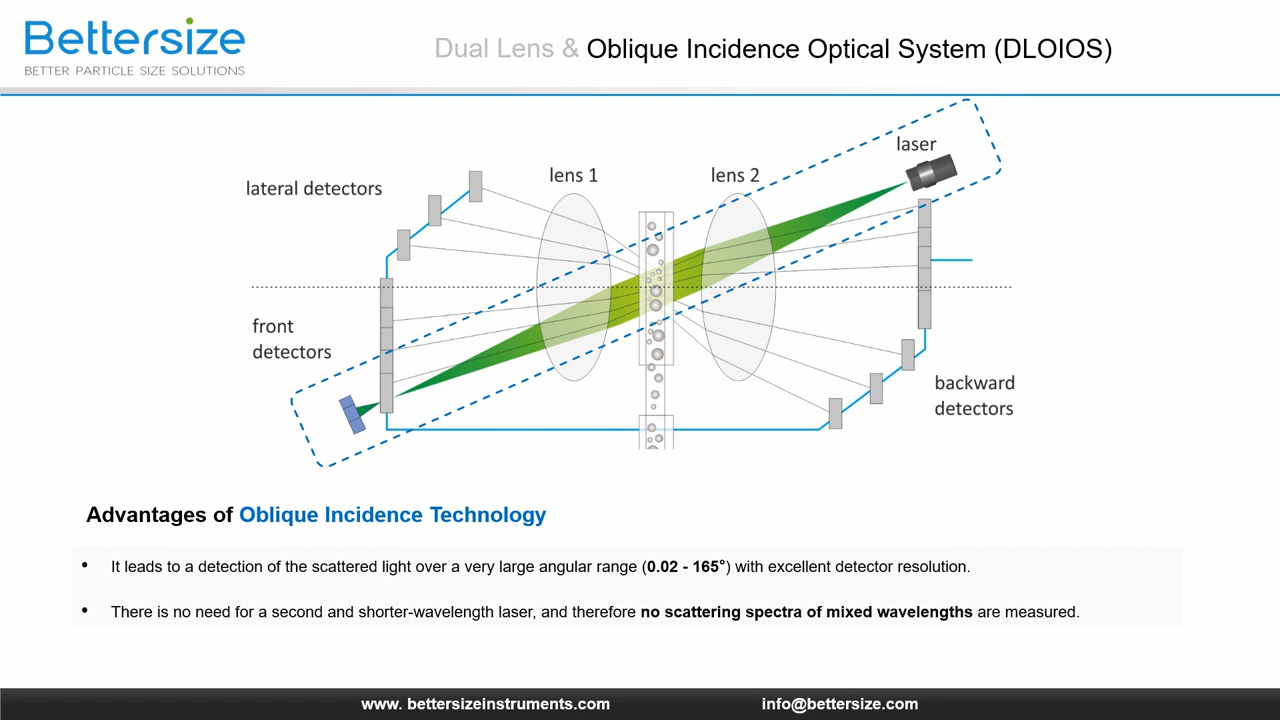 Bettersize
BETTER PARTICLE SIZE SOLUTIONS
Dual Lens & Oblique Incidence Optical System (DLOIOS)
laser
lens 1
lens 2
lateral detectors
front
detectors
backward
detectors
Advantages of Oblique Incidence Technology
• It leads to a detection of the scattered light over a very large angular range (0.02 - 165°) with excellent detector resolution.
• There is no need for a second and shorter-wavelength laser, and therefore no scattering spectra of mixed wavelengths are measured.
www. bettersizeinstruments.com
info@bettersize.com